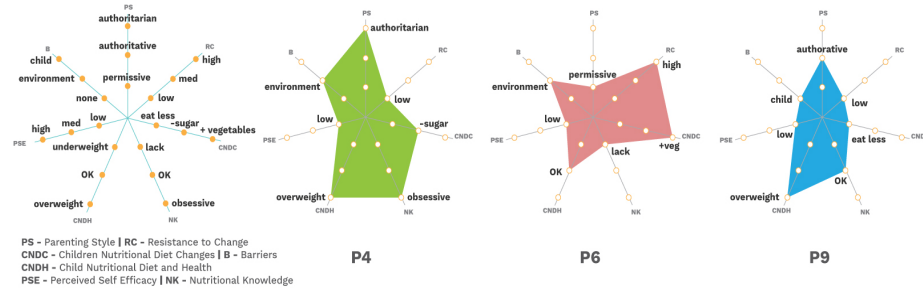 PS
authoritarian
B
child
authoritative
RC
high
environment
permissive
med
none
low
high
med
low
eat less
-sugar
+ vegetables
PSE
underweight
lack
CNDC
OK
OK
overweight
obsessive
CNDH
NK
PS - Parenting Style | RC - Resistance to Change
CNDC - Children Nutritional Diet Changes | B - Barriers
CNDH - Child Nutritional Diet and Health
PSE - Perceived Self Efficacy | NK - Nutritional Knowledge
PS
authoritarian
B
RC
environment
low
low
-sugar
PSE
CNDC
overweight
obsessive
CNDH
NK
P4
PS
B
RC
high
permissive
environment
low
PSE
CNDC
+veg
lack
OK
CNDH
NK
P6
PS
authorative
B
RC
child
low
low
eat less
PSE
CNDC
OK
overweight
CNDH
NK
P9